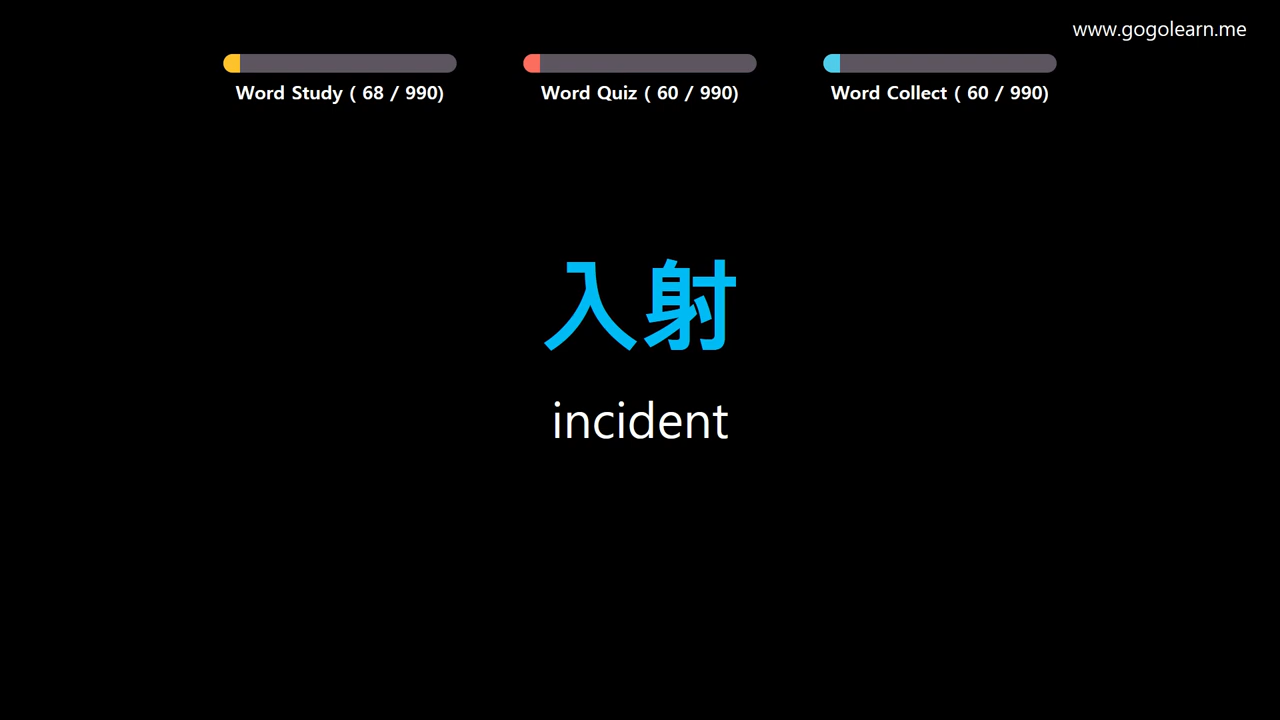 www.gogolearn.me
Word Study ( 68 / 990)
Word Quiz ( 60 / 990)
Word Collect ( 60 / 990)
入射
incident